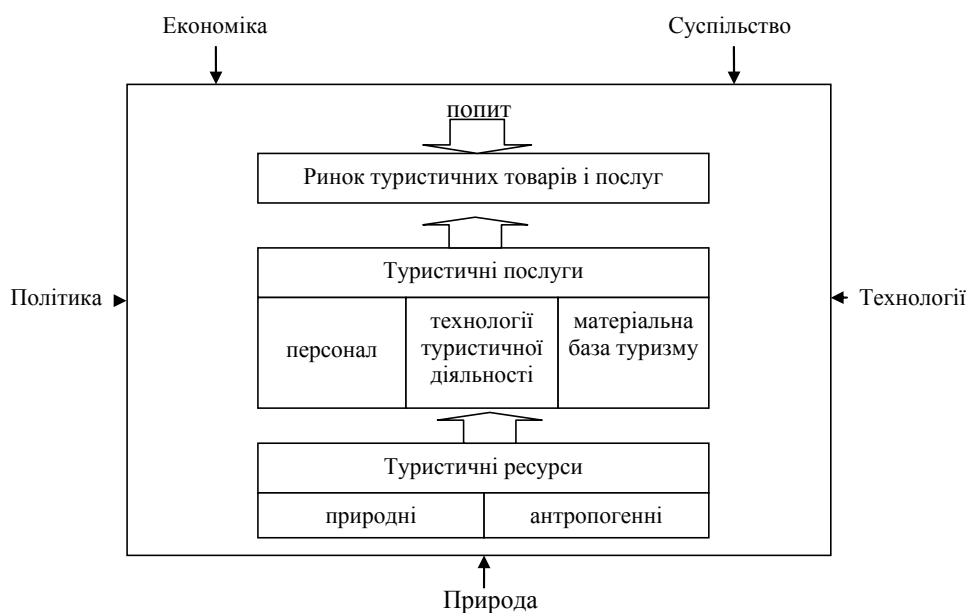 Економіка
Суспільство
попит
Ринок туристичних товарів і послуг
Туристичні послуги
Політика
Технології
персонал
технології
туристичної
діяльності
матеріальна
база туризму
Туристичні ресурси
природні
антропогенні
Природа